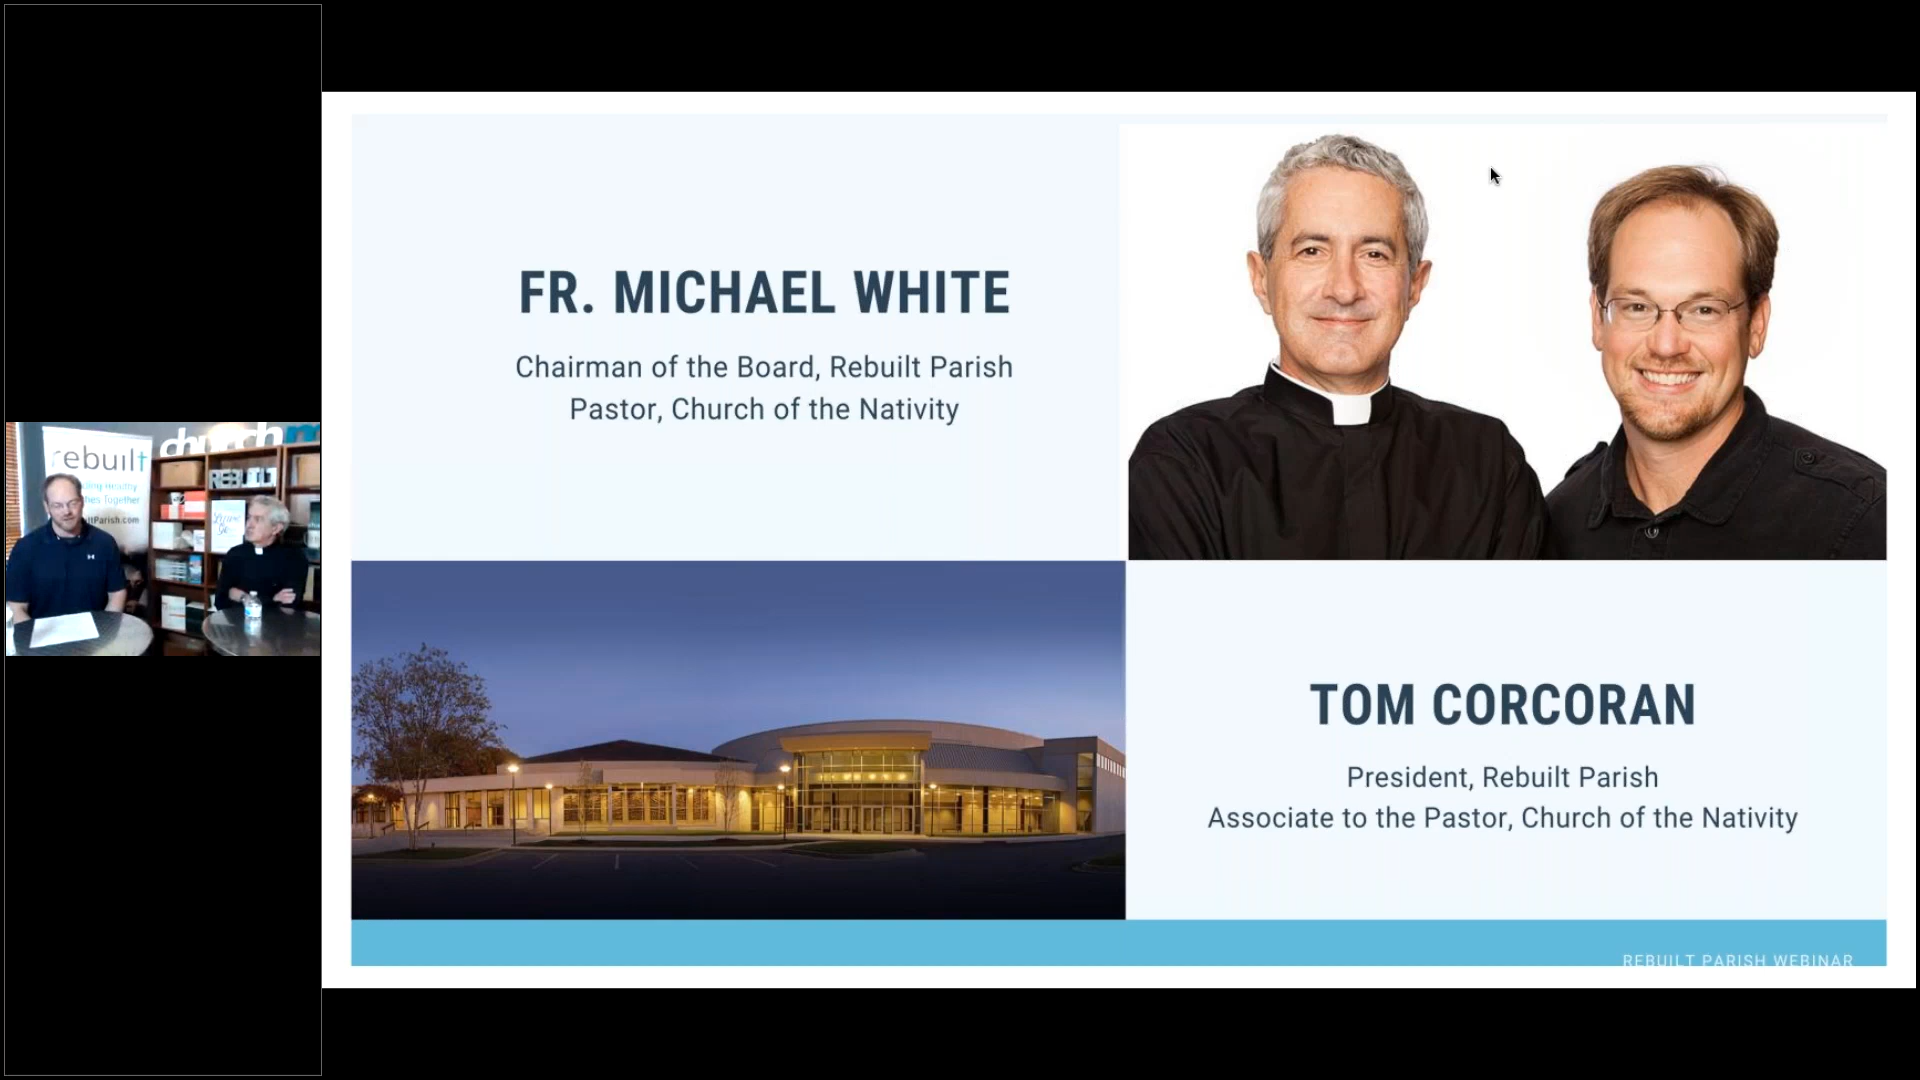 rebuilt
church
REBUILT
FR. MICHAEL WHITE
Chairman of the Board, Rebuilt Parish
Pastor, Church of the Nativity
TOM CORCORAN
President, Rebuilt Parish
Associate to the Pastor, Church of the Nativity
REBUILT PARISH WEBINAR